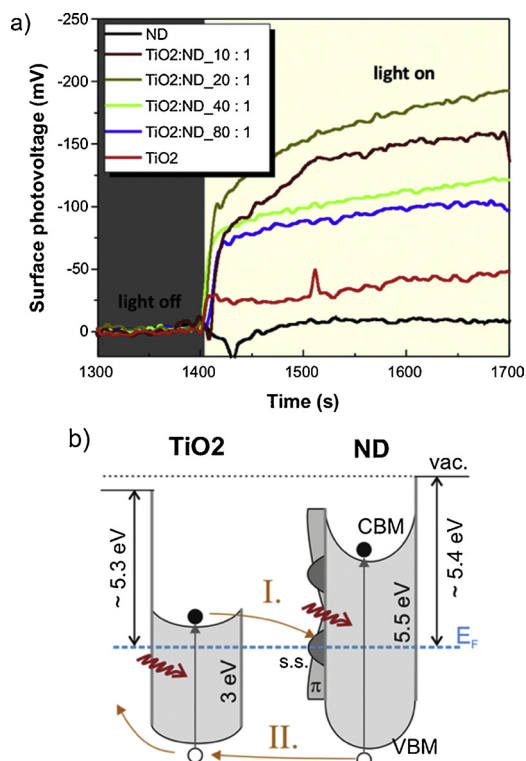 a)
-250
-200
-150
-100
-50
0
Surface photovoltage (mV)
ND
TiO2:ND_10 : 1
TiO2:ND_20 : 1
TiO2:ND_40 : 1
TiO2:ND_80 : 1
TiO2
light on
light off
1300 1400 1500 1600 1700
Time (s)
b)
TiO2 ND
vac.
~ 5.3 eV
CBM
~ 5.4 eV
I.
5.5 eV
EF
s.s.
3 eV
π
II.
VBM